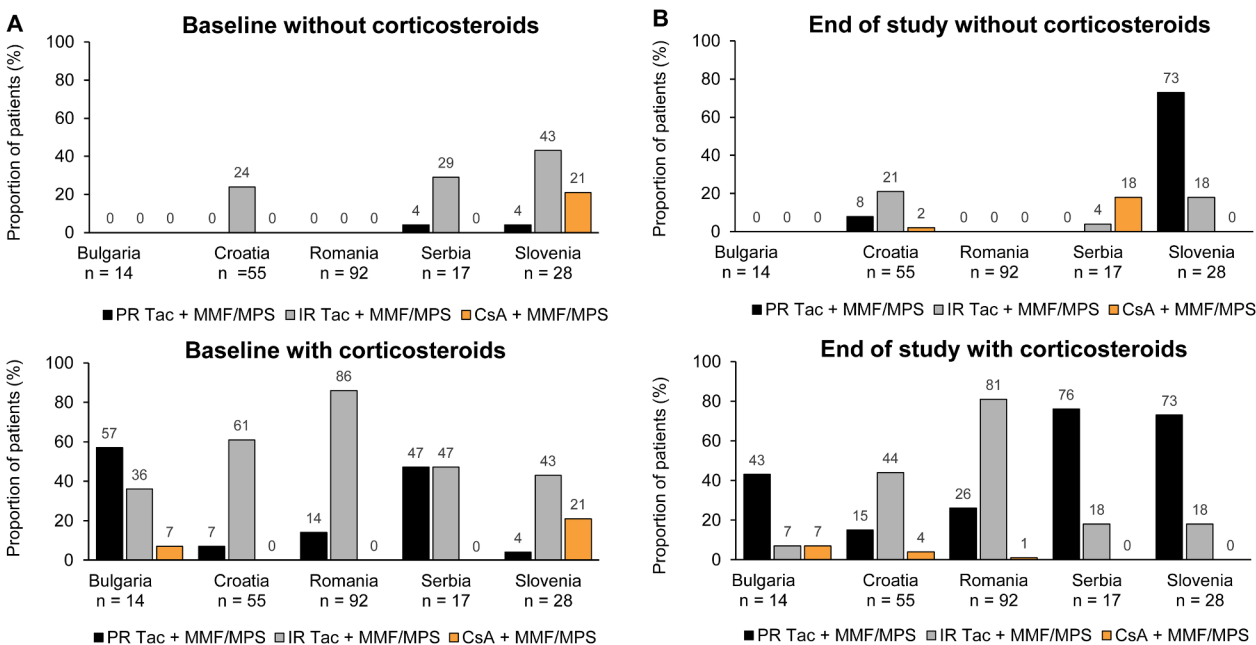 A
Baseline without corticosteroids
Proportion of patients (%)
100
80
60
40
20
0
0 0 0 0 24 0 0 0 0 4 29 0 4 43 21
Bulgaria Croatia Romania Serbia Slovenia
n = 14 n =55 n = 92 n = 17 n = 28
PR Tac + MMF/MPS IR Tac + MMF/MPS CsA + MMF/MPS
Baseline with corticosteroids
Proportion of patients (%)
100
80
60
40
20
0
57 36 7 7 61 0 14 86 0 47 47 0 4 43 21
Bulgaria Croatia Romania Serbia Slovenia
n = 14 n = 55 n = 92 n = 17 n = 28
PR Tac + MMF/MPS IR Tac + MMF/MPS CsA + MMF/MPS
B
End of study without corticosteroids
Proportion of patients (%)
100
80
60
40
20
0
0 0 0 8 21 2 0 0 0 0 4 18 73 18 0
Bulgaria Croatia Romania Serbia Slovenia
n = 14 n = 55 n = 92 n = 17 n = 28
PR Tac + MMF/MPS IR Tac + MMF/MPS CsA + MMF/MPS
End of study with corticosteroids
Proportion of patients (%)
100
80
60
40
20
0
43 7 7 15 44 4 26 81 1 76 18 0 73 18 0
Bulgaria Croatia Romania Serbia Slovenia
n = 14 n = 55 n = 92 n = 17 n = 28
PR Tac + MMF/MPS IR Tac + MMF/MPS CsA + MMF/MPS